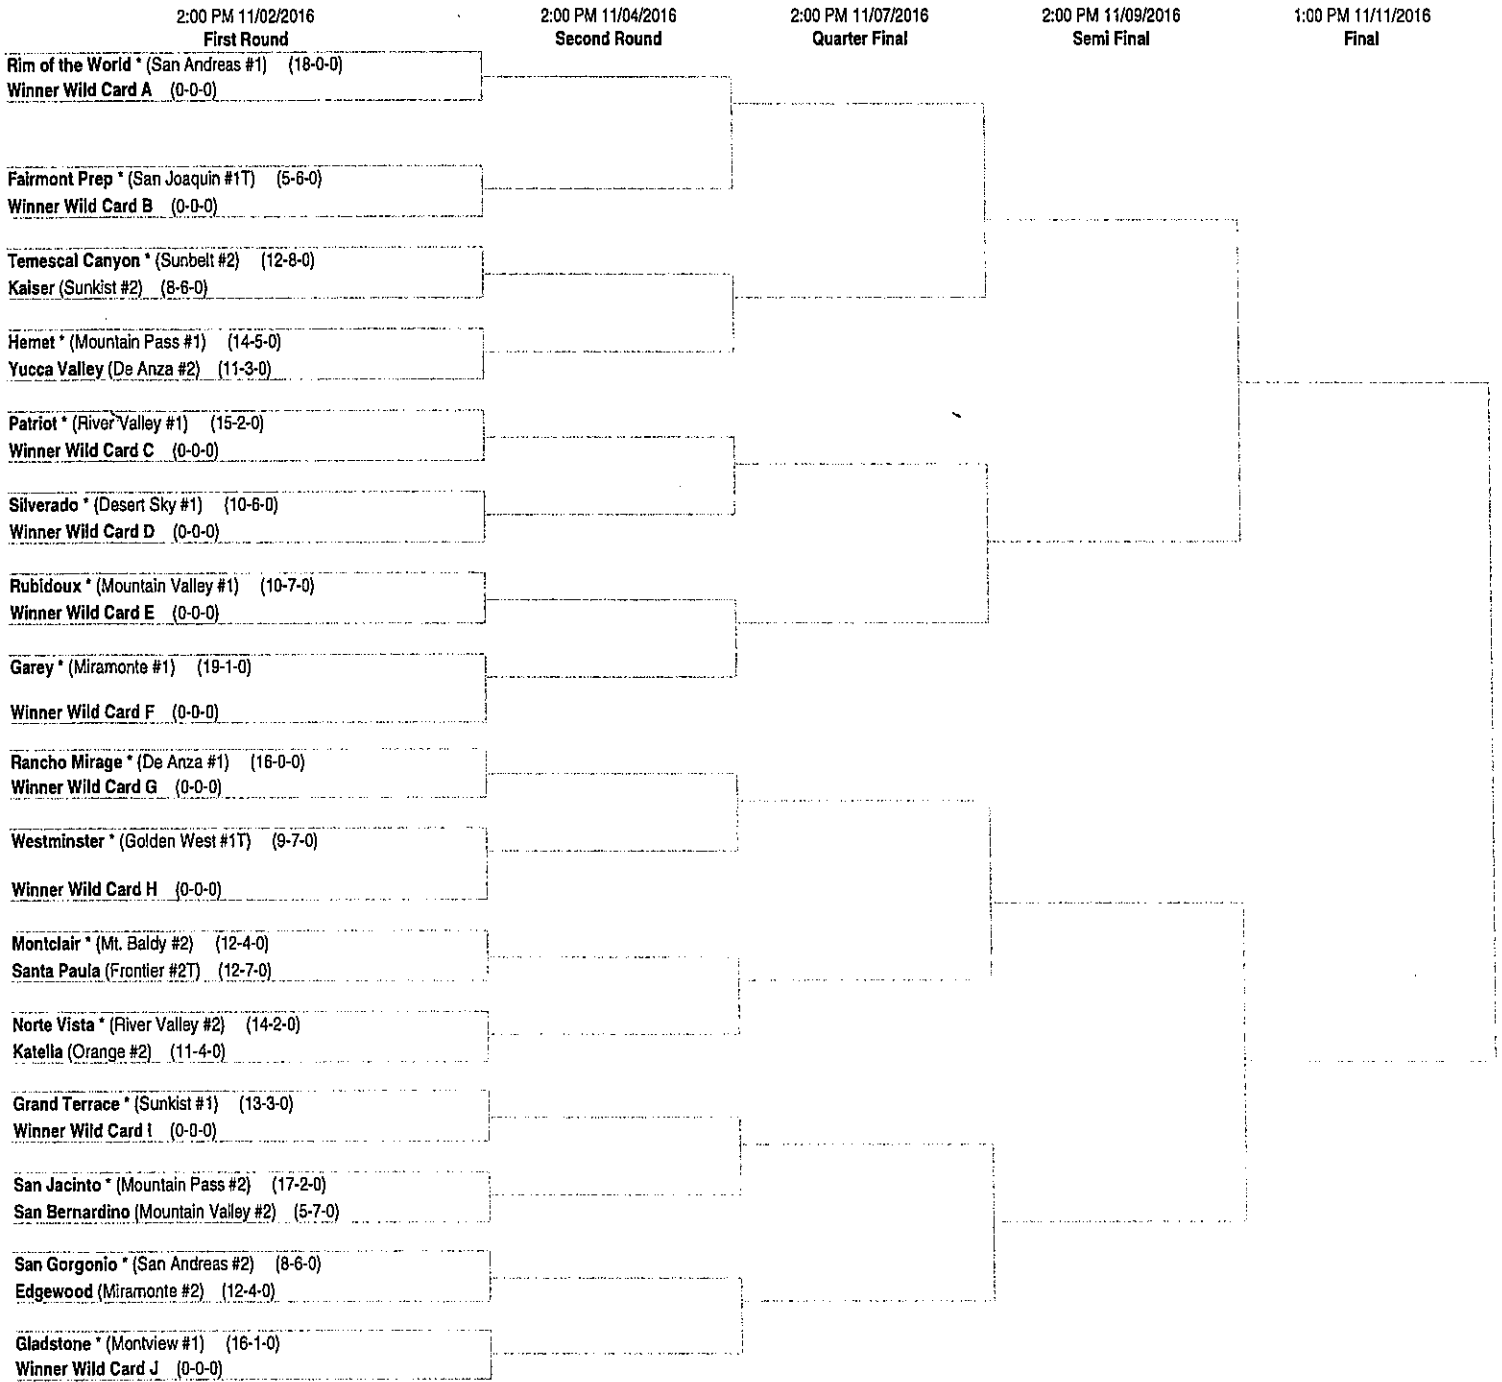 2:00 PM 11/02/2016 2:00 PM 11/04/2016 2:00 PM 11/07/2016 2:00 PM 11/09/2016 1:00 PM 11/11/2016
First Round Second Round Quarter Final Semi Final Final
Rim of the World * (San Andreas #1) (18-0-0)
Winner Wild Card A (0-0-0)
Fairmont Prep * (San Joaquin #1T) (5-6-0)
Winner Wild Card B (0-0-0)
Temescal Canyon * (Sunbelt #2) (12-8-0)
Kaiser (Sunkist #2) (8-6-0)
Hemet * (Mountain Pass #1) (14-5-0)
Yucca Valley (De Anza #2) (11-3-0)
Patriot * (River Valley #1) (15-2-0)
Winner Wild Card C (0-0-0)
Silverado * (Desert Sky #1) (10-6-0)
Winner Wild Card D (0-0-0)
Rubidoux * (Mountain Valley #1) (10-7-0)
Winner Wild Card E (0-0-0)
Garey * (Miramonte #1) (19-1-0)
Winner Wild Card F (0-0-0)
Rancho Mirage * (De Anza #1) (16-0-0)
Winner Wild Card G (0-0-0)
Westminster * (Golden West #1T) (9-7-0)
Winner Wild Card H (0-0-0)
Montclair * (Mt. Baldy #2) (12-4-0)
Santa Paula (Frontier #2T) (12-7-0)
Norte Vista * (River Valley #2) (14-2-0)
Katella (Orange #2) (11-4-0)
Grand Terrace * (Sunkist #1) (13-3-0)
Winner Wild Card I (0-0-0)
San Jacinto * (Mountain Pass #2) (17-2-0)
San Bernardino (Mountain Valley #2) (5-7-0)
San Gorgonio * (San Andreas #2) (8-6-0)
Edgewood (Miramonte #2) (12-4-0)
Gladstone * (Montview #1) (16-1-0)
Winner Wild Card J (0-0-0)